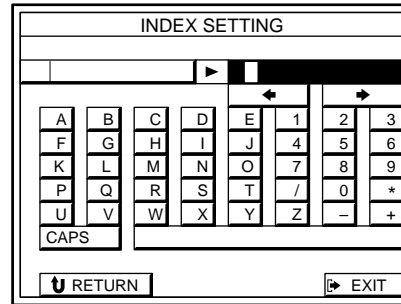 INDEX SETTING
A B C D E 1 2 3
F G H I J 4 5 6
K L M N O 7 8 9
P Q R S T / 0 *
U V W X Y Z – +
CAPS
RETURN EXIT